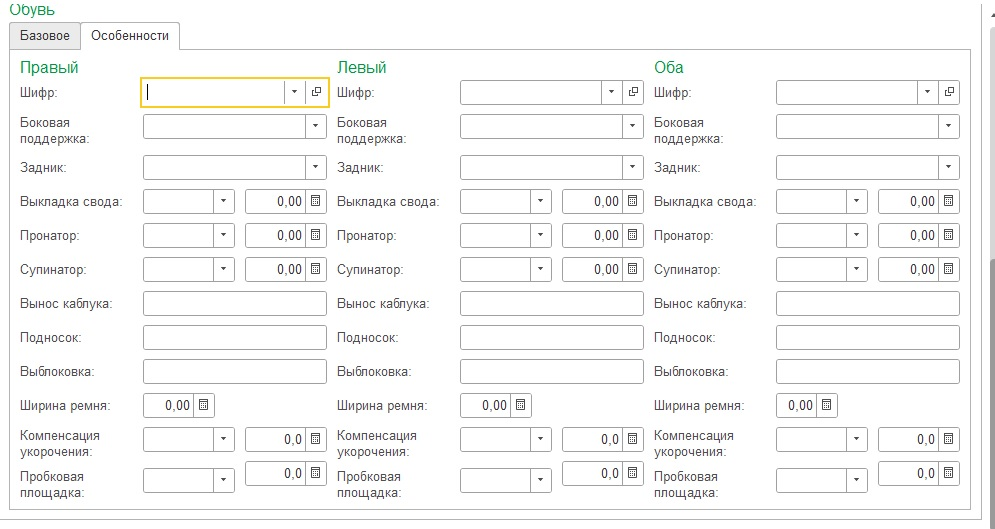 Обувь
Базовое Особенности
Правый Левый Оба
Шифр: Шифр: Шифр:
Боковая Боковая Боковая
поддержка: поддержка: поддержка:
Задник: Задник: Задник:
Выкладка свода: 0,00 Выкладка свода: 0,00 Выкладка свода: 0,00
Пронатор: 0,00 Пронатор: 0,00 Пронатор: 0,00
Супинатор: 0,00 Супинатор: 0,00 Супинатор: 0,00
Вынос каблука: Вынос каблука: Вынос каблука:
Подносок: Подносок: Подносок:
Выблоковка: Выблоковка: Выблоковка:
Ширина ремня: 0,00 Ширина ремня: 0,00 Ширина ремня: 0,00
Компенсация 0,0 Компенсация 0,0 Компенсация 0,0
укорочения: укорочения: укорочения:
Пробковая 0,0 Пробковая 0,0 Пробковая 0,0
площадка: площадка: площадка: